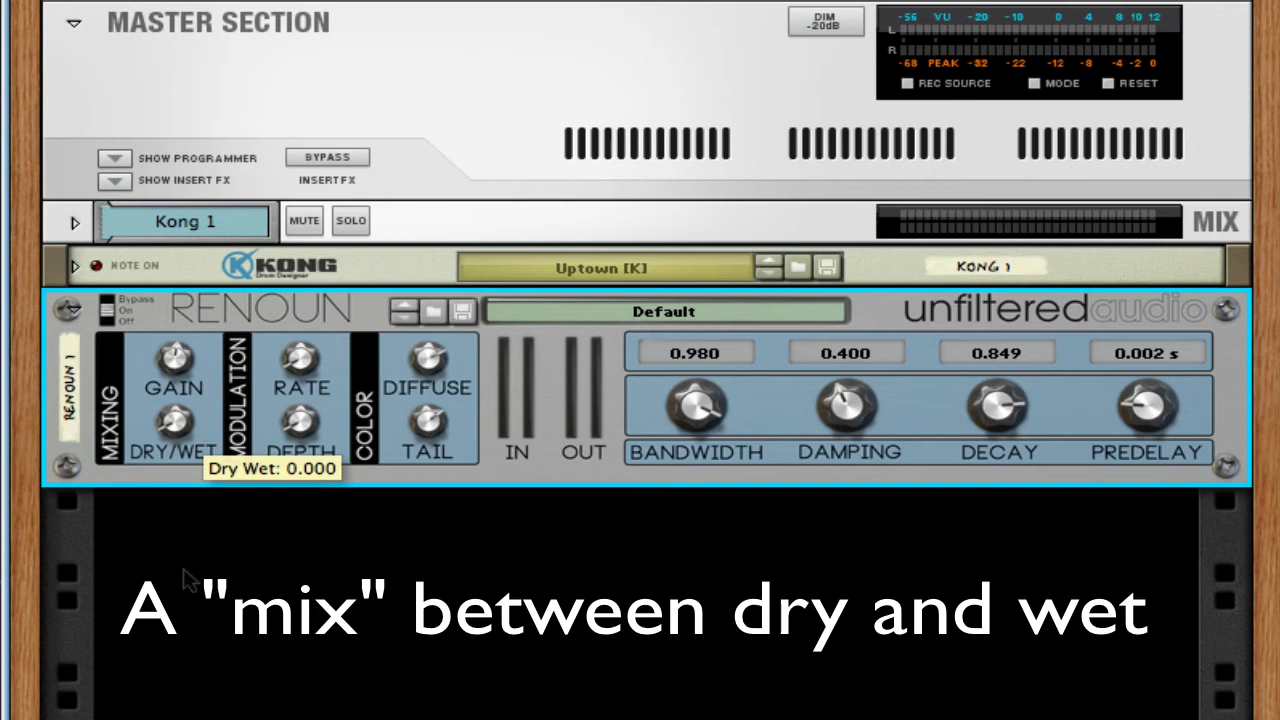 MASTER SECTION
DIM
-20dB
-56 VU -20 -10 0 4 8 10 12
L
R
-68 PEAK -32 -22 -12 -8 -4 -2 0
REC SOURCE MODE RESET
SHOW PROGRAMMER BYPASS
SHOW INSERT FX INSERT FX
Kong 1 MUTE SOLO MIX
NOTE ON KONG Drum Designer Uptown [K] KONG 1
Bypass
On
Off
RENOUN Default unfilteredaudio
RENOUN 1
MIXING
GAIN
DRY/WET
MODULATION
RATE
DEPTH
COLOR
DIFFUSE
TAIL
IN OUT
0.980 0.400 0.849 0.002 s
BANDWIDTH DAMPING DECAY PREDELAY
Dry Wet: 0.000
A "mix" between dry and wet